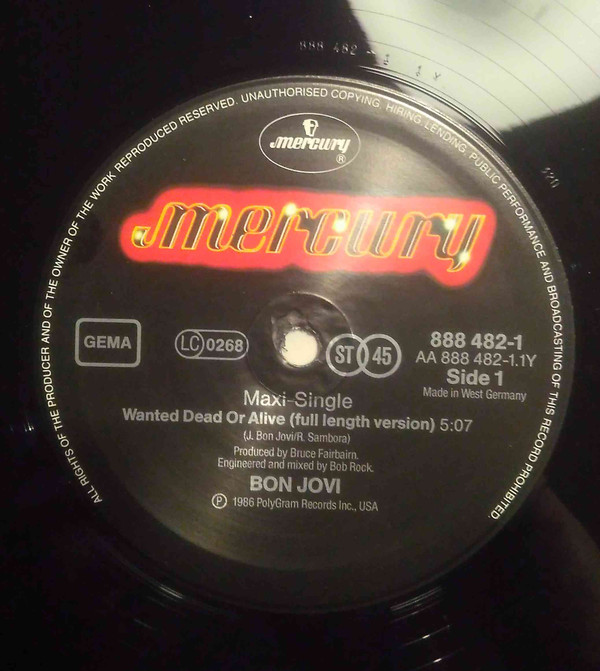 888 482
ALL RIGHTS OF THE PRODUCER AND OF THE OWNER OF THE WORK REPRODUCED RESERVED. UNAUTHORISED COPYING, HIRING, LENDING, PUBLIC PERFORMANCE AND BROADCASTING OF THIS RECORD PROHIBITED.
mercury ®
mercury
GEMA
LC 0268
ST 45
888 482-1
AA 888 482-1.1Y
Side 1
Made in West Germany
Maxi-Single
Wanted Dead Or Alive (full length version) 5:07
(J. Bon Jovi/R. Sambora)
Produced by Bruce Fairbairn.
Engineered and mixed by Bob Rock.
BON JOVI
℗ 1986 PolyGram Records Inc., USA